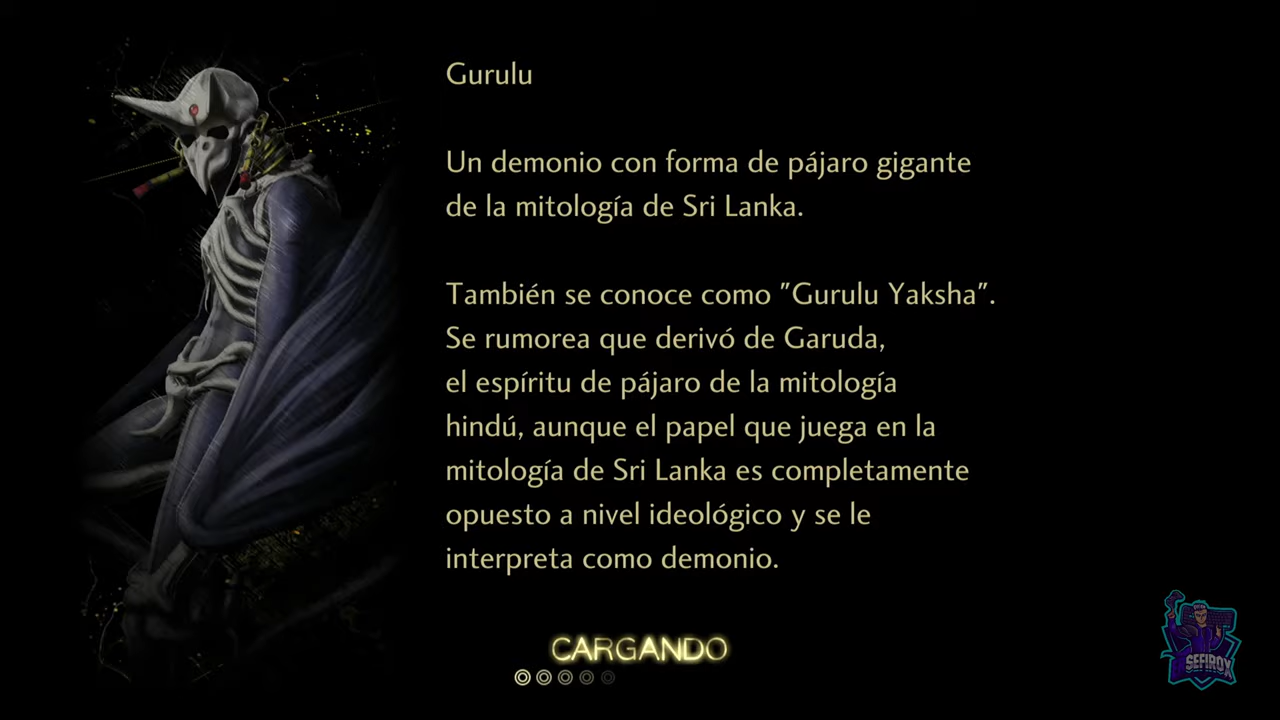 Gurulu
Un demonio con forma de pájaro gigante
de la mitología de Sri Lanka.
También se conoce como "Gurulu Yaksha".
Se rumorea que derivó de Garuda,
el espíritu de pájaro de la mitología
hindú, aunque el papel que juega en la
mitología de Sri Lanka es completamente
opuesto a nivel ideológico y se le
interpreta como demonio.
CARGANDO
SEFIROX